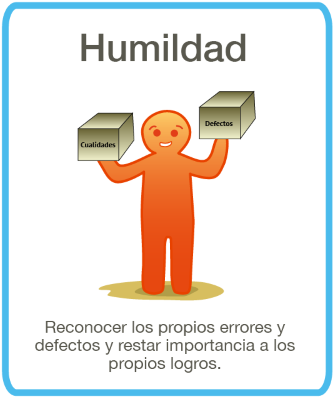 Humildad
Defectos
Cualidades
Reconocer los propios errores y
defectos y restar importancia a los
propios logros.